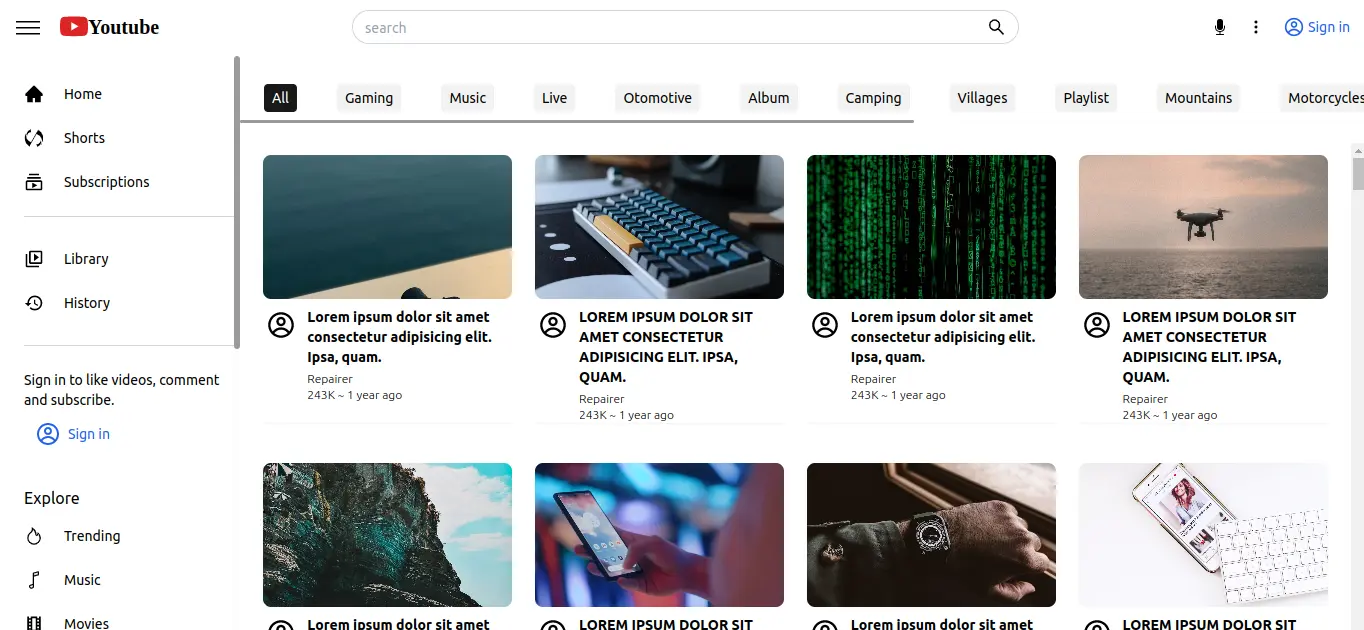 Youtube
search
Sign in
Home
Shorts
Subscriptions
Library
History
Sign in to like videos, comment
and subscribe.
Sign in
Explore
Trending
Music
Movies
All
Gaming
Music
Live
Otomotive
Album
Camping
Villages
Playlist
Mountains
Motorcycles
Lorem ipsum dolor sit amet
consectetur adipisicing elit.
Ipsa, quam.
Repairer
243K ~ 1 year ago
LOREM IPSUM DOLOR SIT
AMET CONSECTETUR
ADIPISICING ELIT. IPSA,
QUAM.
Repairer
243K ~ 1 year ago
Lorem ipsum dolor sit amet
consectetur adipisicing elit.
Ipsa, quam.
Repairer
243K ~ 1 year ago
LOREM IPSUM DOLOR SIT
AMET CONSECTETUR
ADIPISICING ELIT. IPSA,
QUAM.
Repairer
243K ~ 1 year ago
Lorem ipsum dolor sit amet
LOREM IPSUM DOLOR SIT
Lorem ipsum dolor sit amet
LOREM IPSUM DOLOR SIT